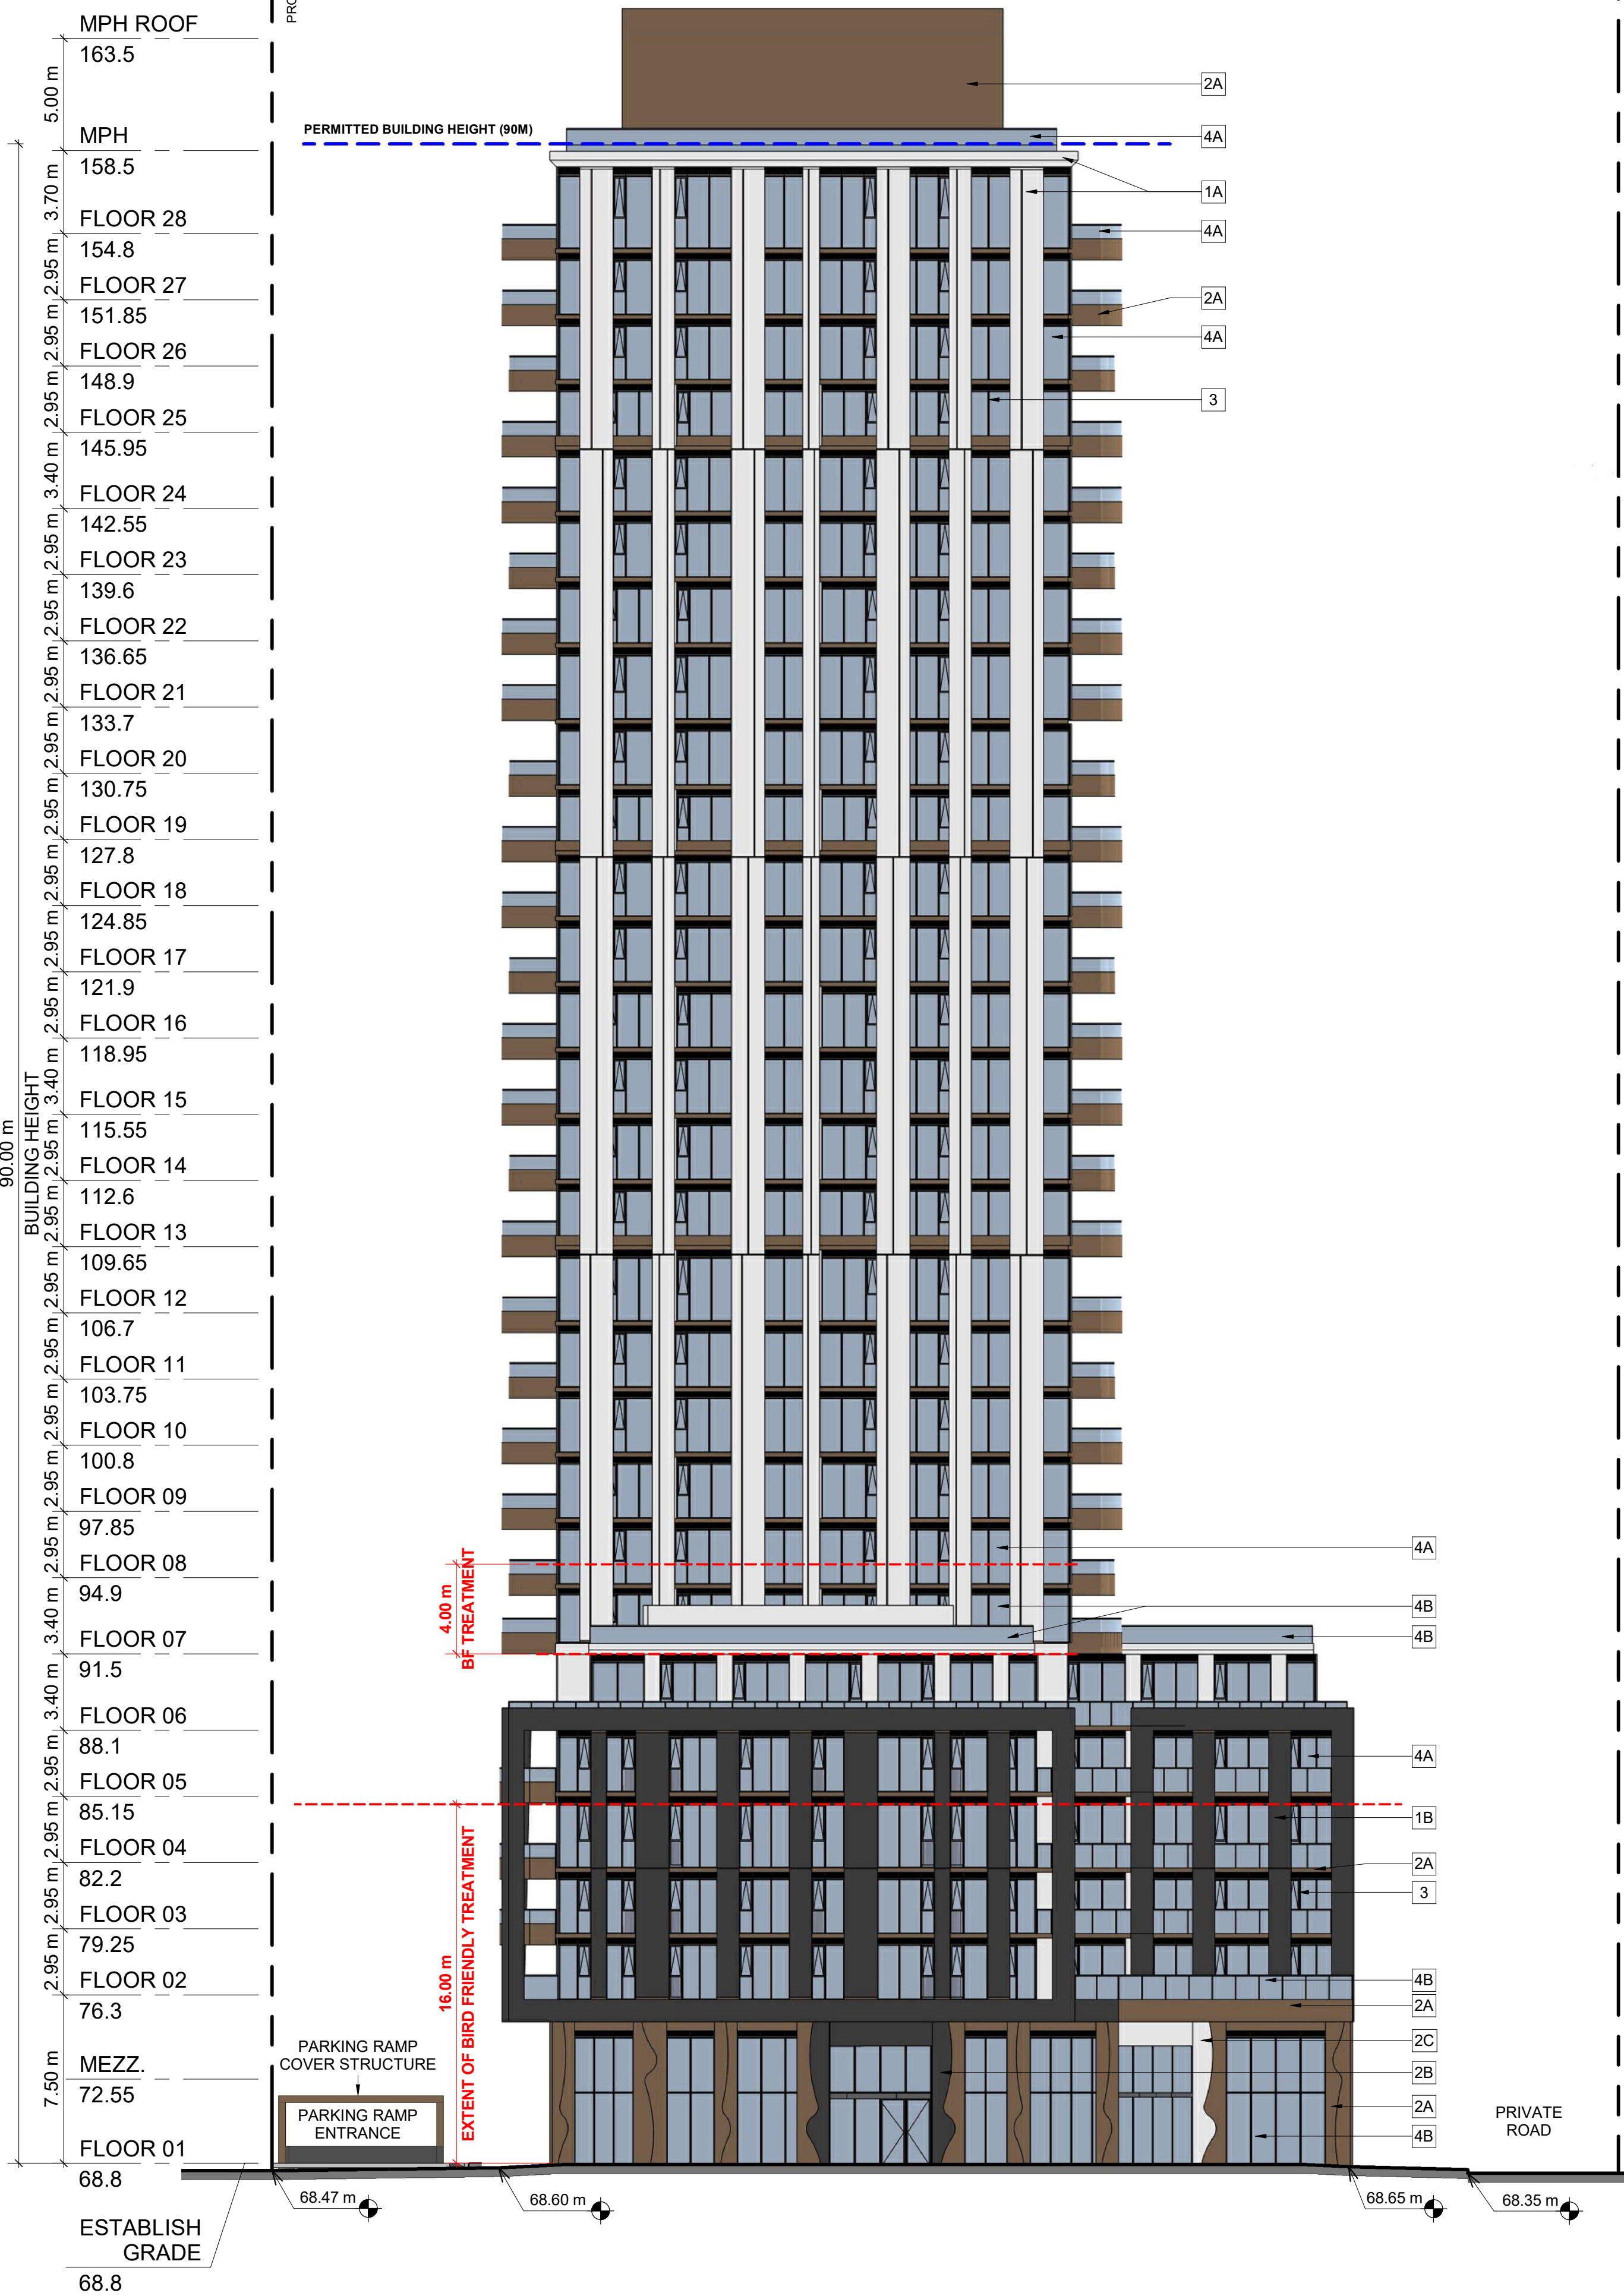 PRO
MPH ROOF
163.5
5.00 m
MPH
158.5
3.70 m
FLOOR 28
154.8
2.95 m
FLOOR 27
151.85
2.95 m
FLOOR 26
148.9
2.95 m
FLOOR 25
145.95
3.40 m
FLOOR 24
142.55
2.95 m
FLOOR 23
139.6
2.95 m
FLOOR 22
136.65
2.95 m
FLOOR 21
133.7
2.95 m
FLOOR 20
130.75
2.95 m
FLOOR 19
127.8
2.95 m
FLOOR 18
124.85
2.95 m
FLOOR 17
121.9
2.95 m
FLOOR 16
118.95
3.40 m
FLOOR 15
115.55
2.95 m
FLOOR 14
112.6
2.95 m
FLOOR 13
109.65
2.95 m
FLOOR 12
106.7
2.95 m
FLOOR 11
103.75
2.95 m
FLOOR 10
100.8
2.95 m
FLOOR 09
97.85
2.95 m
FLOOR 08
94.9
3.40 m
FLOOR 07
91.5
3.40 m
FLOOR 06
88.1
2.95 m
FLOOR 05
85.15
2.95 m
FLOOR 04
82.2
2.95 m
FLOOR 03
79.25
2.95 m
FLOOR 02
76.3
7.50 m
MEZZ.
72.55
FLOOR 01
68.8
ESTABLISH
GRADE
68.8
90.00 m
BUILDING HEIGHT
PERMITTED BUILDING HEIGHT (90M)
2A
4A
1A
4A
2A
4A
3
4.00 m
BF TREATMENT
4A
4B
4B
4A
1B
2A
3
4B
2A
2C
2B
2A
4B
16.00 m
EXTENT OF BIRD FRIENDLY TREATMENT
PARKING RAMP
COVER STRUCTURE
PARKING RAMP
ENTRANCE
PRIVATE
ROAD
68.47 m
68.60 m
68.65 m
68.35 m